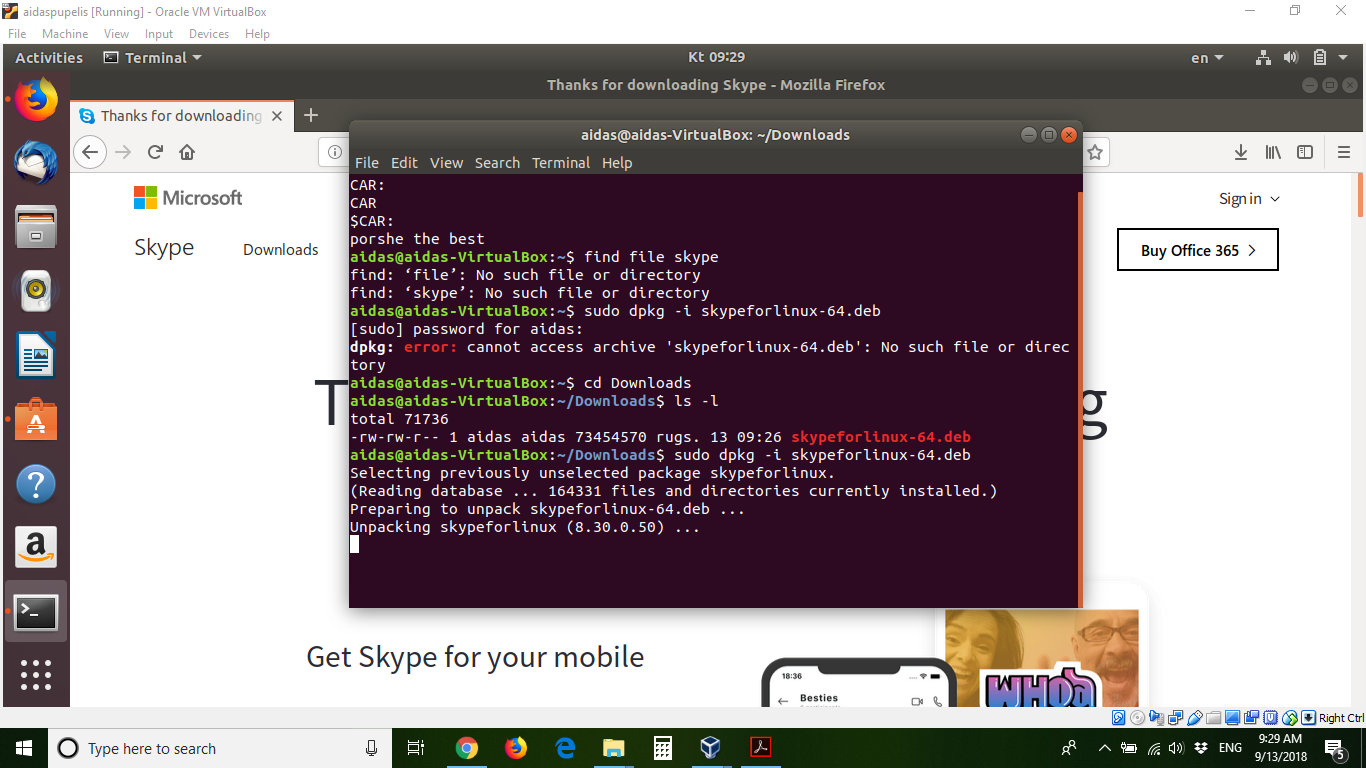 aidaspupelis [Running] - Oracle VM VirtualBox
File Machine View Input Devices Help
Activities Terminal Kt 09:29 en
Thanks for downloading Skype - Mozilla Firefox
Thanks for downloading
aidas@aidas-VirtualBox: ~/Downloads
File Edit View Search Terminal Help
CAR:
CAR
$CAR:
porshe the best
aidas@aidas-VirtualBox:~$ find file skype
find: ‘file’: No such file or directory
find: ‘skype’: No such file or directory
aidas@aidas-VirtualBox:~$ sudo dpkg -i skypeforlinux-64.deb
[sudo] password for aidas:
dpkg: error: cannot access archive 'skypeforlinux-64.deb': No such file or direc
tory
aidas@aidas-VirtualBox:~$ cd Downloads
aidas@aidas-VirtualBox:~/Downloads$ ls -l
total 71736
-rw-rw-r-- 1 aidas aidas 73454570 rugs. 13 09:26 skypeforlinux-64.deb
aidas@aidas-VirtualBox:~/Downloads$ sudo dpkg -i skypeforlinux-64.deb
Selecting previously unselected package skypeforlinux.
(Reading database ... 164331 files and directories currently installed.)
Preparing to unpack skypeforlinux-64.deb ...
Unpacking skypeforlinux (8.30.0.50) ...
Microsoft
Sign in
Skype Downloads
Buy Office 365
T
g
Get Skype for your mobile
18:36
Besties
WHOA
Right Ctrl
Type here to search
ENG
9:29 AM
9/13/2018
5